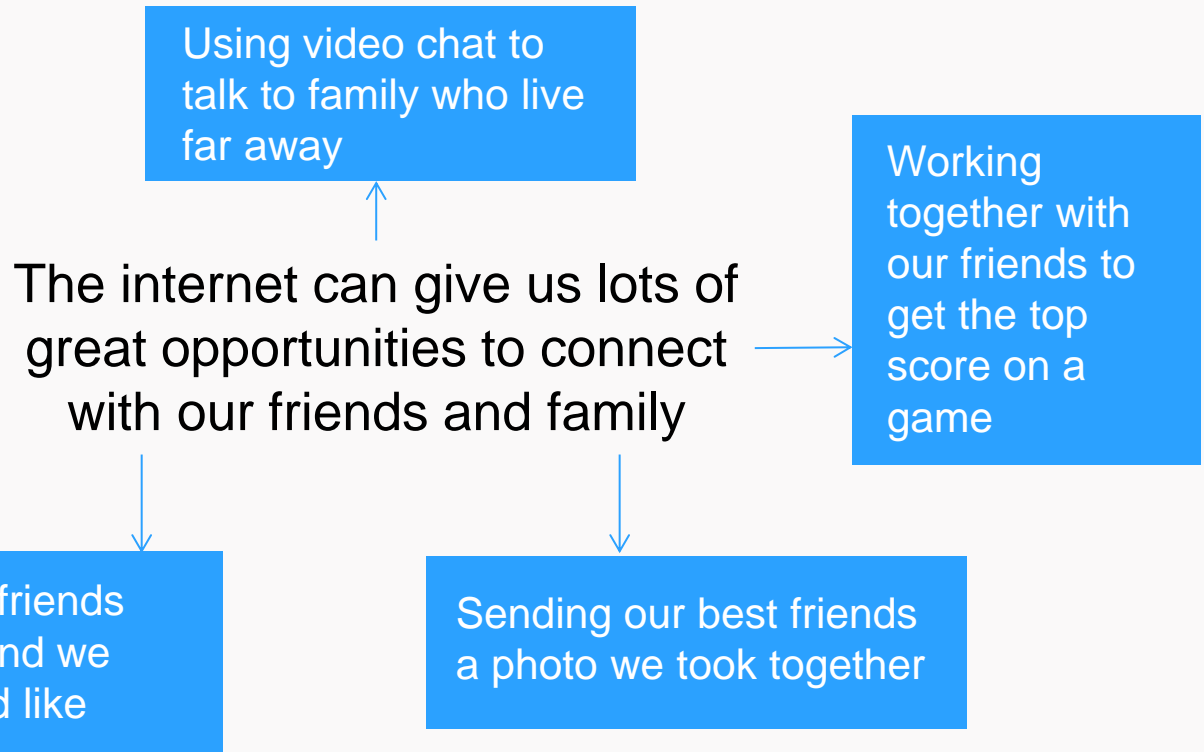 Using video chat to
talk to family who live
far away
Working
together with
our friends to
get the top
score on a
game
The internet can give us lots of
great opportunities to connect
with our friends and family
friends
we
like
Sending our best friends
a photo we took together